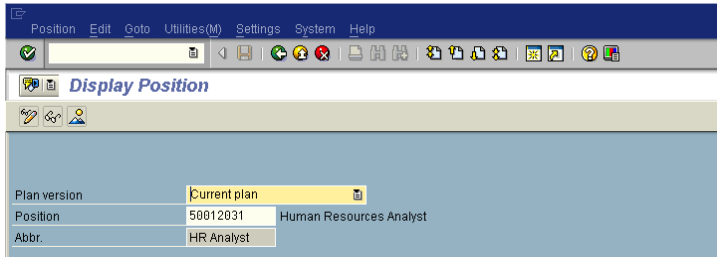 Position Edit Goto Utilities(M) Settings System Help
Display Position
Plan version Current plan
Position 50012031 Human Resources Analyst
Abbr. HR Analyst